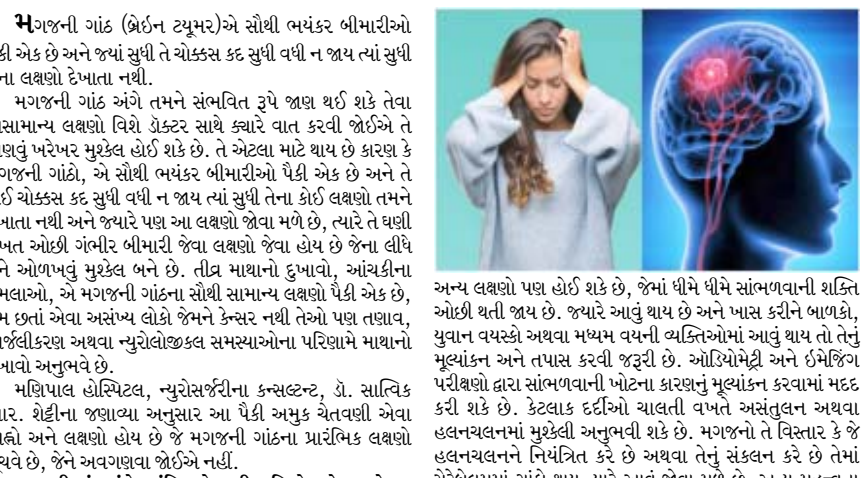 મગજની ગાંઠ (બ્રેઇન ટયૂમર)એ સૌથી ભયંકર બીમારીઓ
કી એક છે અને જ્યાં સુધી તે ચોક્કસ કદ સુધી વધી ન જાય ત્યાં સુધી
ના લક્ષણો દેખાતા નથી.
મગજની ગાંઠ અંગે તમને સંભવિત રૂપે જાણ થઈ શકે તેવા
સામાન્ય લક્ષણો વિશે ડૉક્ટર સાથે ક્યારે વાત કરવી જોઈએ તે
ણવું ખરેખર મુશ્કેલ હોઈ શકે છે. તે એટલા માટે થાય છે કારણ કે
ગજની ગાંઠો, એ સૌથી ભયંકર બીમારીઓ પૈકી એક છે અને તે
ઈ ચોક્કસ કદ સુધી વધી ન જાય ત્યાં સુધી તેના કોઈ લક્ષણો તમને
ખાતા નથી અને જ્યારે પણ આ લક્ષણો જોવા મળે છે, ત્યારે તે ઘણી
ખત ઓછી ગંભીર બીમારી જેવા લક્ષણો જેવા હોય છે જેના લીધે
ને ઓળખવું મુશ્કેલ બને છે. તીવ્ર માથાનો દુખાવો, આંચકીના
મલાઓ, એ મગજની ગાંઠના સૌથી સામાન્ય લક્ષણો પૈકી એક છે,
મ છતાં એવા અસંખ્ય લોકો જેમને કેન્સર નથી તેઓ પણ તણાવ,
ર્જલીકરણ અથવા ન્યુરોલોજીકલ સમસ્યાઓના પરિણામે માથાનો
ખાવો અનુભવે છે.
મણિપાલ હોસ્પિટલ, ન્યુરોસર્જરીના કન્સલ્ટન્ટ, ડૉ. સાત્વિક
ાર. શેટ્ટીના જણાવ્યા અનુસાર આ પૈકી અમુક ચેતવણી એવા
હ્નો અને લક્ષણો હોય છે જે મગજની ગાંઠના પ્રારંભિક લક્ષણો
ચવે છે, જેને અવગણવા જોઈએ નહીં.
અન્ય લક્ષણો પણ હોઈ શકે છે, જેમાં ધીમે ધીમે સાંભળવાની શક્તિ
ઓછી થતી જાય છે. જ્યારે આવું થાય છે અને ખાસ કરીને બાળકો,
યુવાન વયસ્કો અથવા મધ્યમ વયની વ્યક્તિઓમાં આવું થાય તો તેનું
મૂલ્યાંકન અને તપાસ કરવી જરૂરી છે. ઑડિયોમેટ્રી અને ઇમેજિંગ
પરીક્ષણો દ્વારા સાંભળવાની ખોટના કારણનું મૂલ્યાંકન કરવામાં મદદ
કરી શકે છે. કેટલાક દર્દીઓ ચાલતી વખતે અસંતુલન અથવા
હલનચલનમાં મુશ્કેલી અનુભવી શકે છે. મગજનો તે વિસ્તાર કે જે
હલનચલનને નિયંત્રિત કરે છે અથવા તેનું સંકલન કરે છે તેમાં